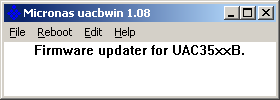 Micronas uacbwin 1.08
File Reboot Edit Help
Firmware updater for UAC35xxB.